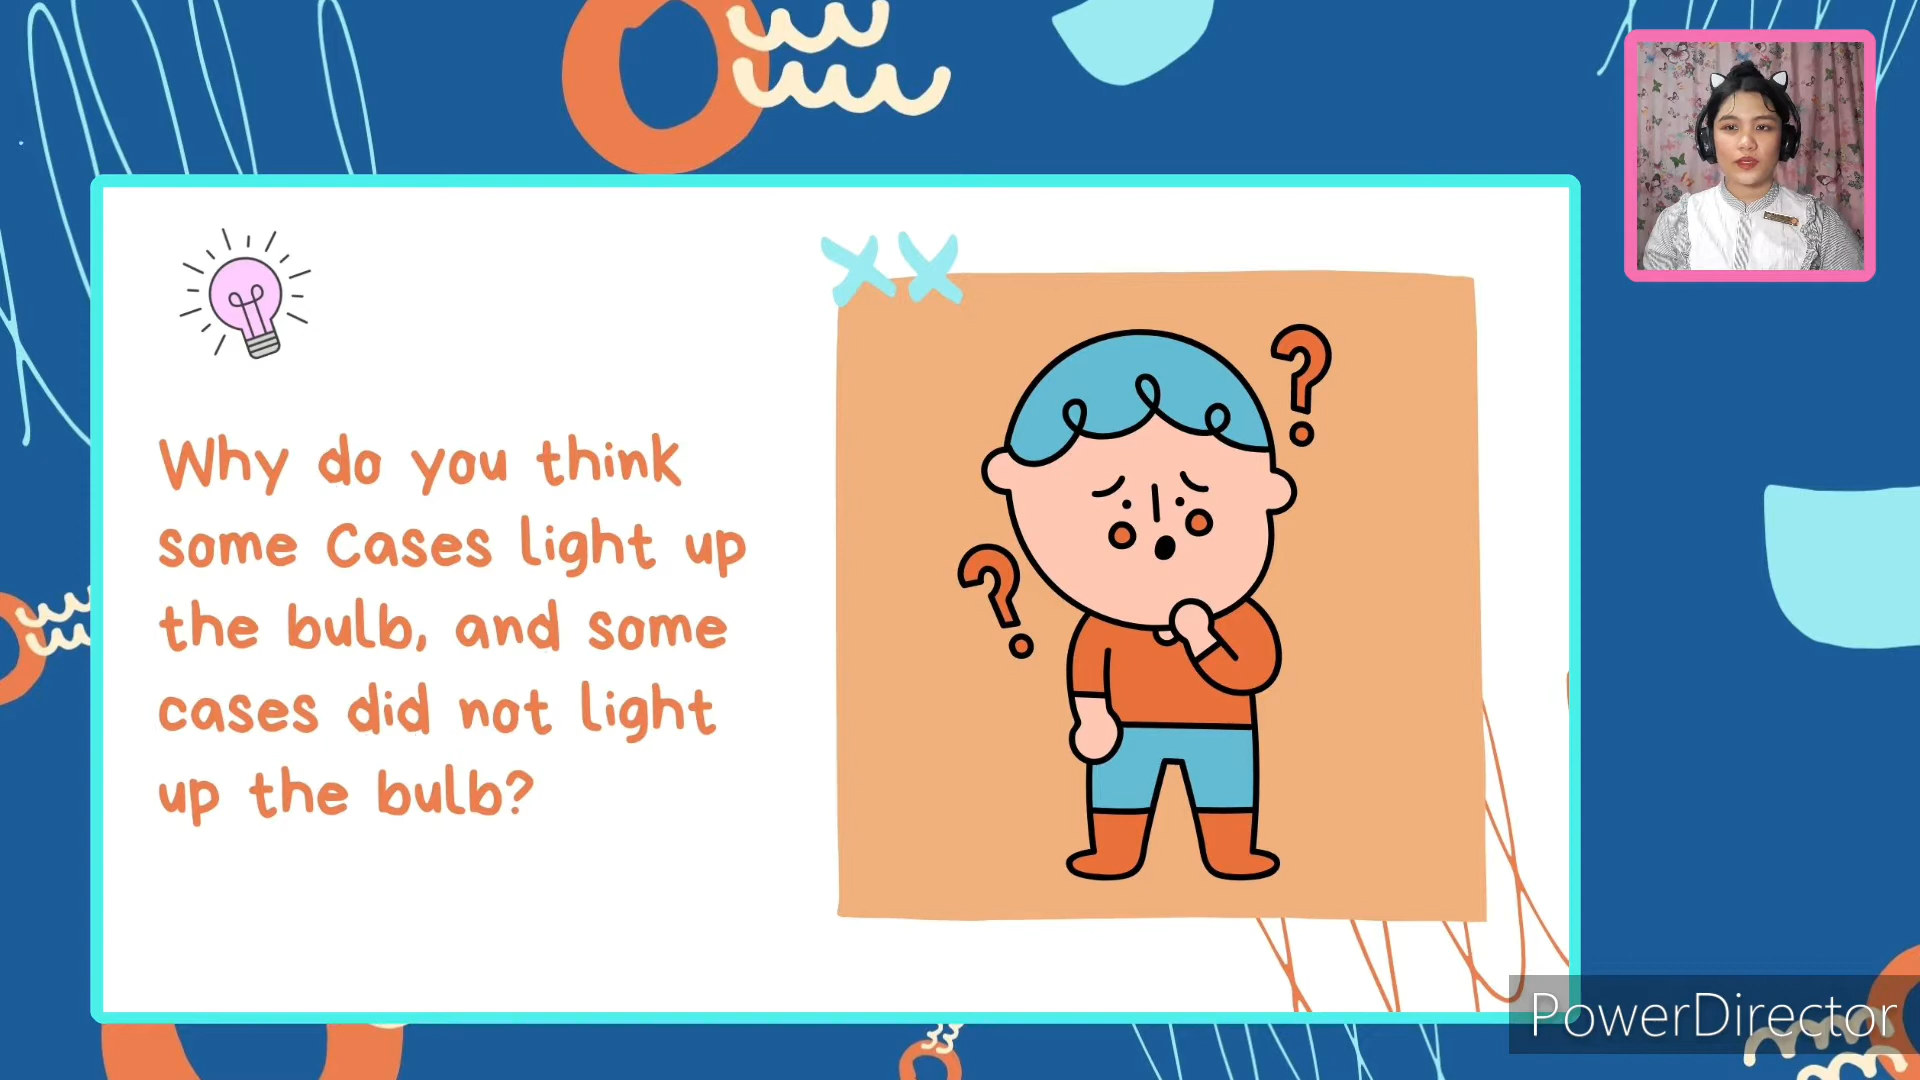 Why do you think
some Cases light up
the bulb, and some
cases did not light
up the bulb?
PowerDirector